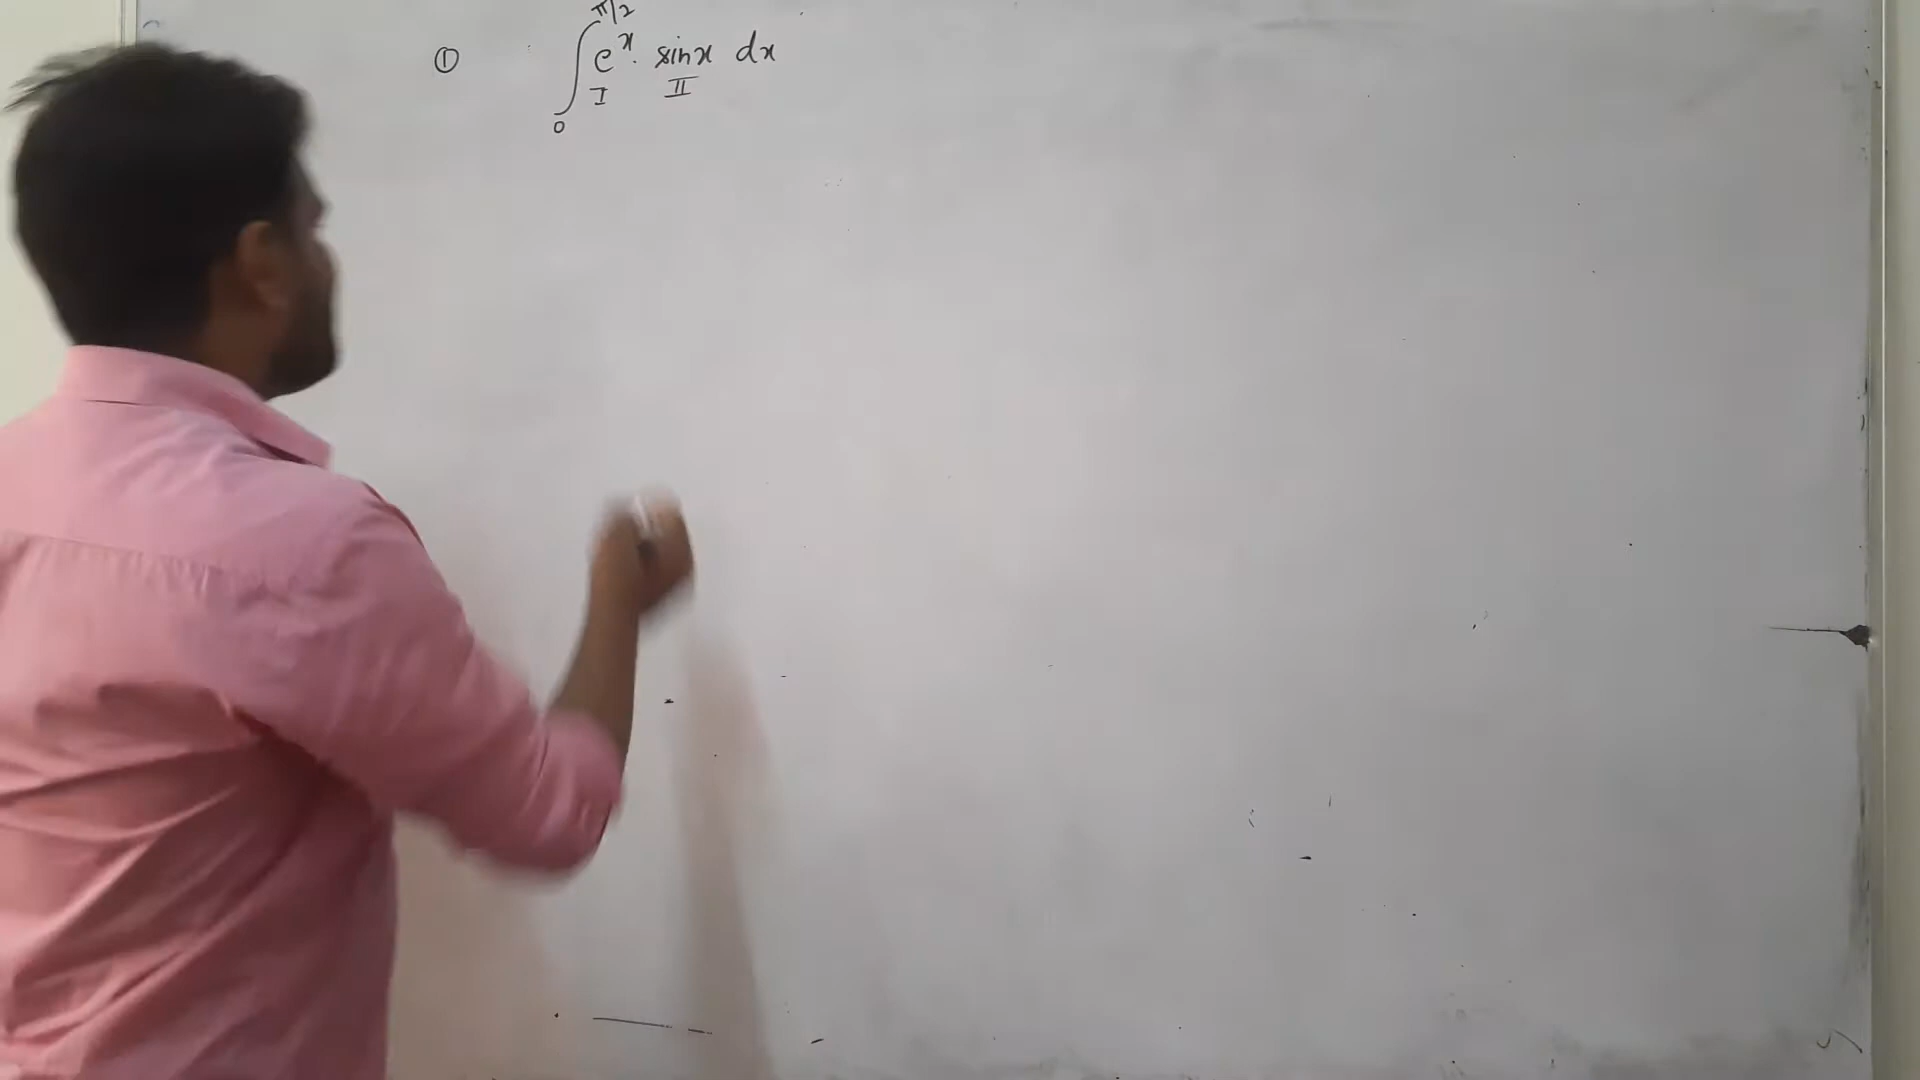 ① ∫₀^{π/2} eˣ · sinx dx
I II